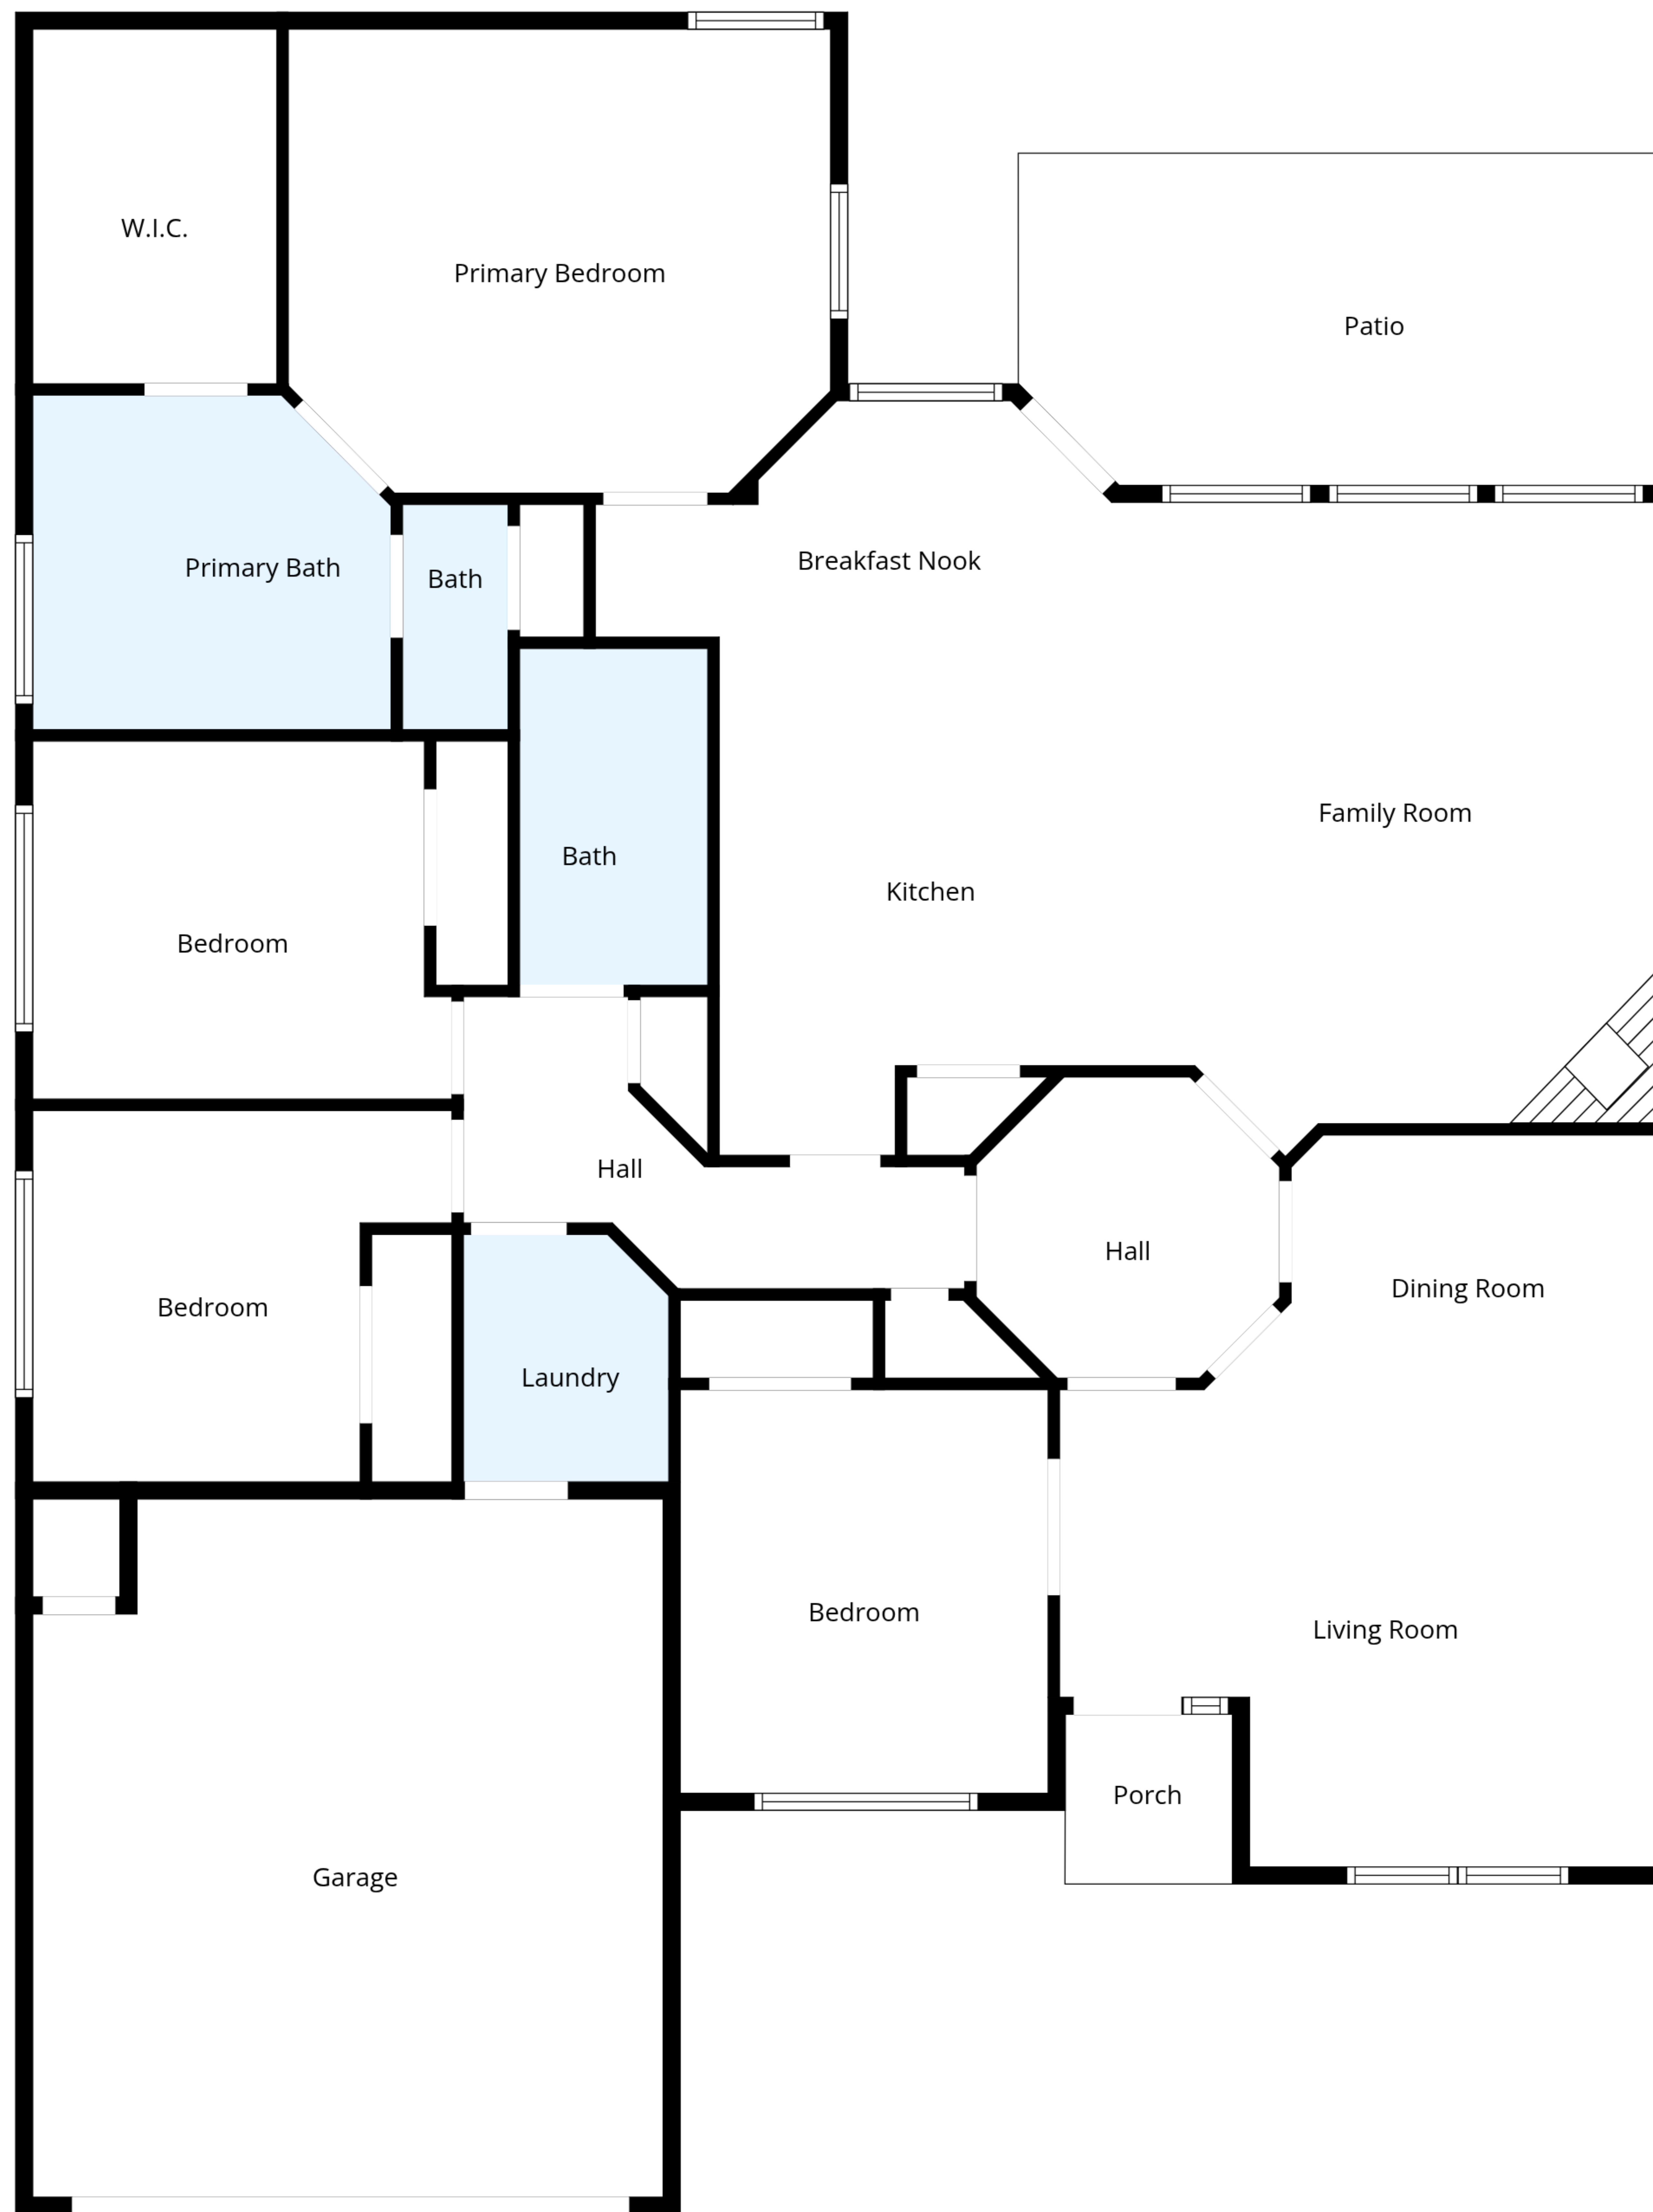 W.I.C.
Primary Bedroom
Patio
Primary Bath
Bath
Breakfast Nook
Family Room
Bath
Kitchen
Bedroom
Hall
Hall
Dining Room
Bedroom
Laundry
Bedroom
Living Room
Porch
Garage